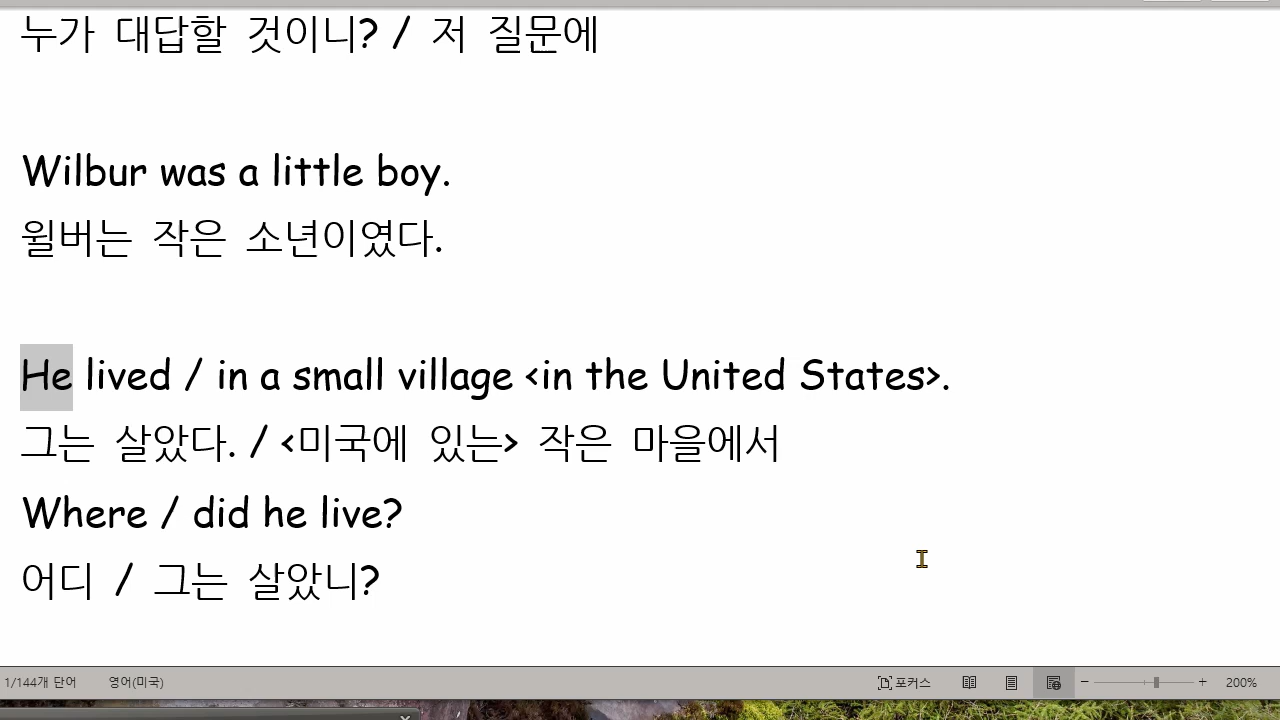 누가 대답할 것이니? / 저 질문에
Wilbur was a little boy.
윌버는 작은 소년이였다.
He lived / in a small village <in the United States>.
그는 살았다. / <미국에 있는> 작은 마을에서
Where / did he live?
어디 / 그는 살았니?
1/144개 단어 영어(미국) 포커스 200%